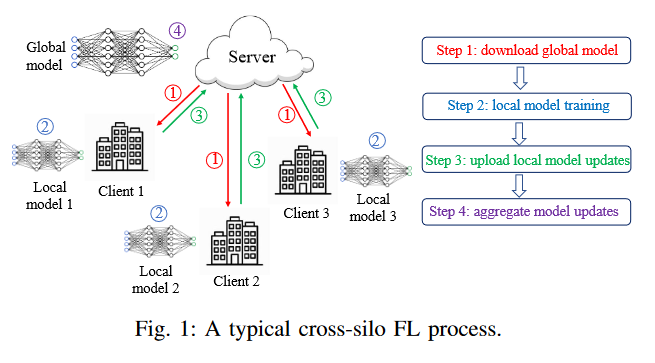 ④
Global
model
Server
Step 1: download global model
①
③
①
③
②
Step 2: local model training
②
①
③
Step 3: upload local model updates
Local
model 1
Client 1
②
Client 3
Local
model 3
Step 4: aggregate model updates
Local
model 2
Client 2
Fig. 1: A typical cross-silo FL process.